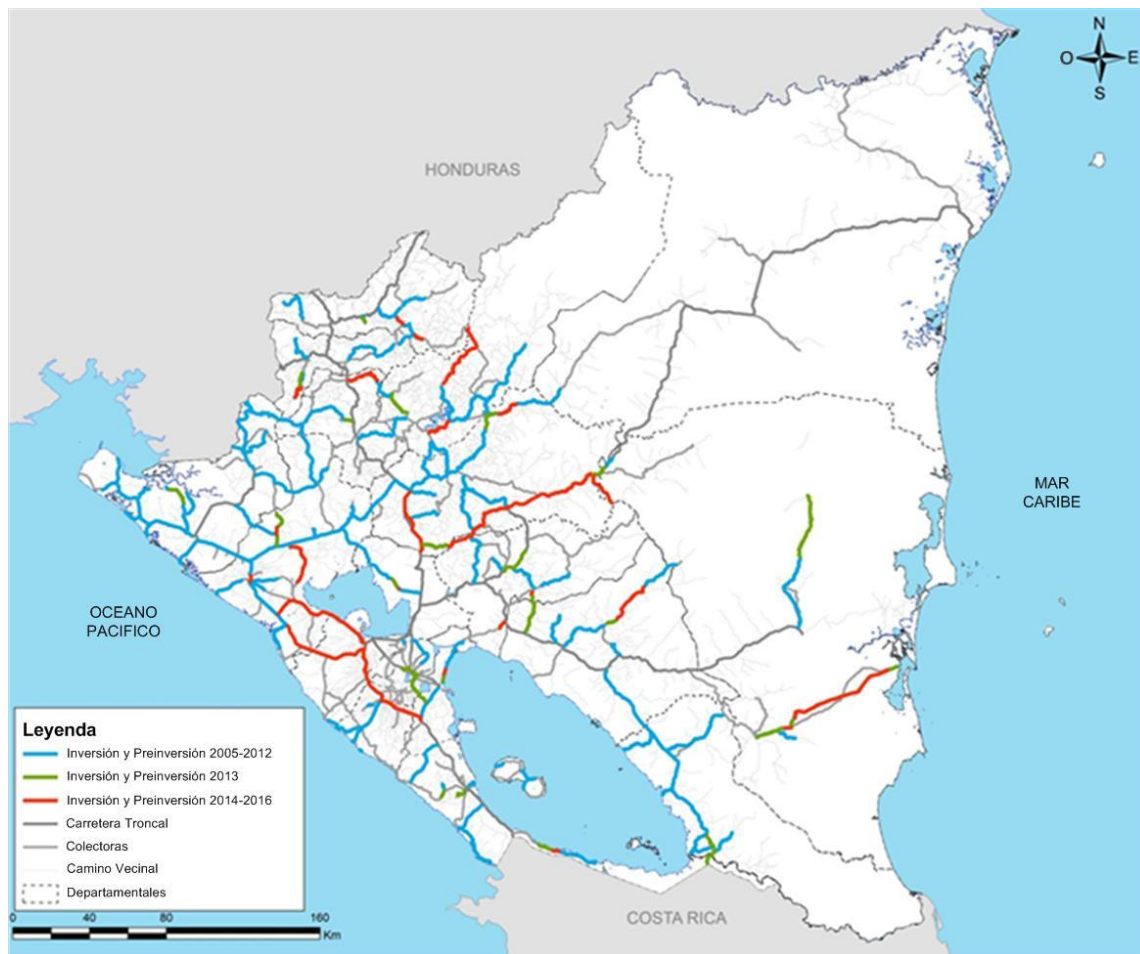 N
O E
S
HONDURAS
MAR
CARIBE
OCEANO
PACIFICO
Leyenda
Inversión y Preinversión 2005-2012
Inversión y Preinversión 2013
Inversión y Preinversión 2014-2016
Carretera Troncal
Colectoras
Camino Vecinal
Departamentales
COSTA RICA
0 40 80 160
Km